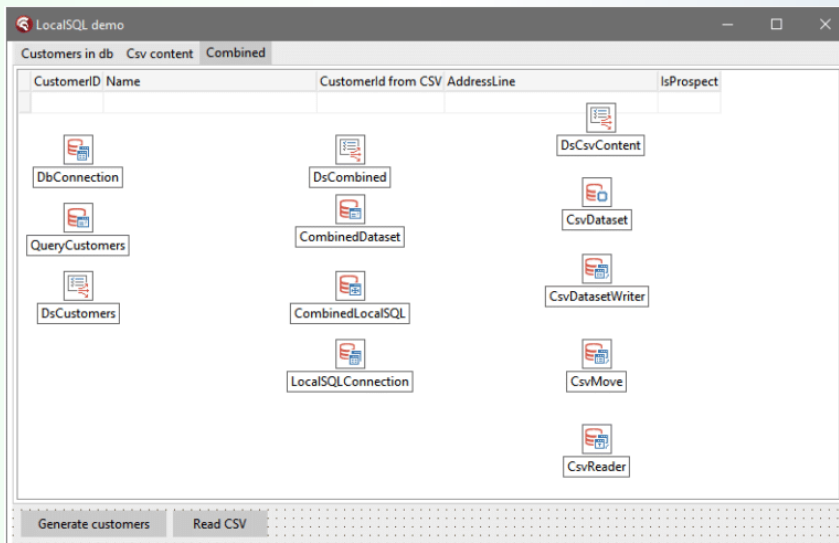 LocalSQL demo
Customers in db Csv content Combined
CustomerID Name CustomerId from CSV AddressLine IsProspect
DbConnection
QueryCustomers
DsCustomers
DsCombined
CombinedDataset
CombinedLocalSQL
LocalSQLConnection
DsCsvContent
CsvDataset
CsvDatasetWriter
CsvMove
CsvReader
Generate customers Read CSV